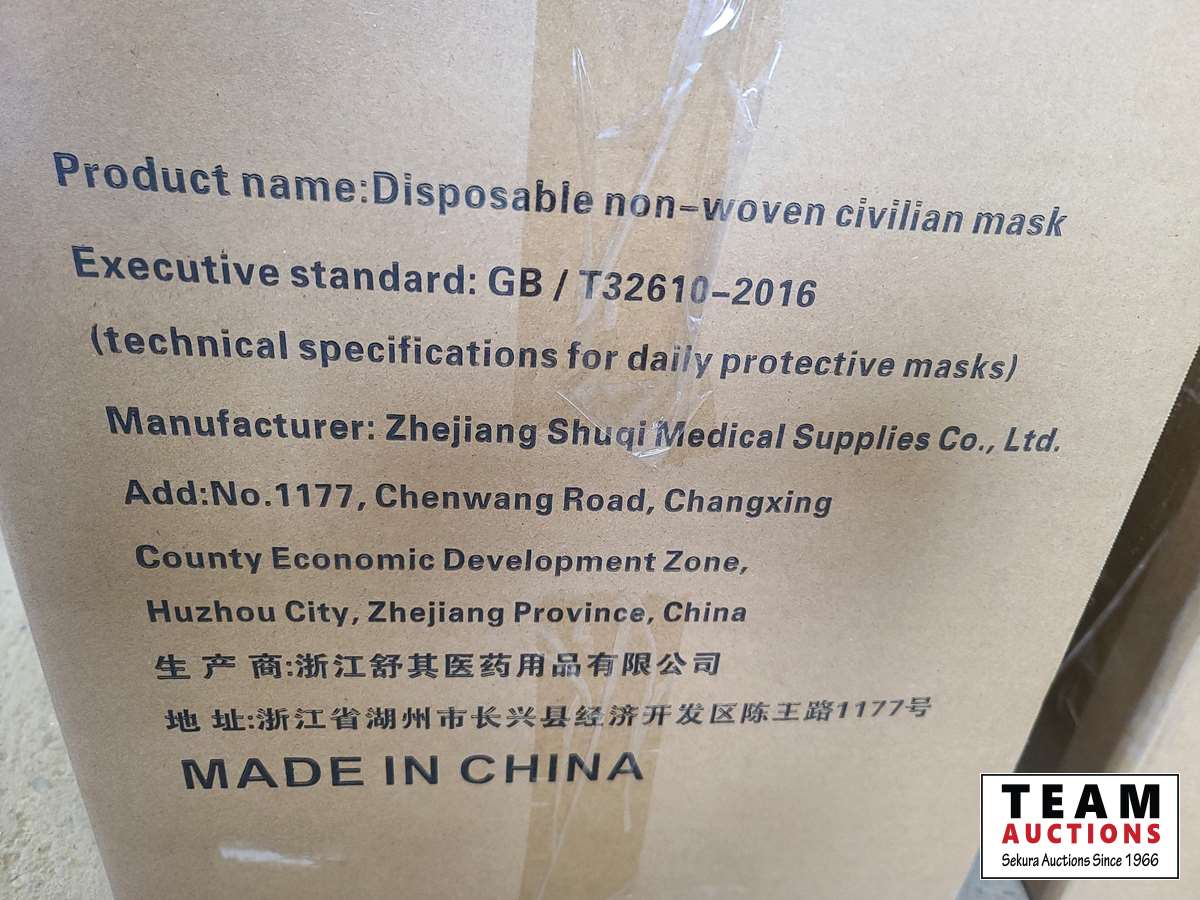 Product name:Disposable non-woven civilian mask
Executive standard: GB / T32610-2016
(technical specifications for daily protective masks)
Manufacturer: Zhejiang Shuqi Medical Supplies Co., Ltd.
Add:No.1177, Chenwang Road, Changxing
County Economic Development Zone,
Huzhou City, Zhejiang Province, China
生 产 商:浙江舒其医药用品有限公司
地 址:浙江省湖州市长兴县经济开发区陈王路1177号
MADE IN CHINA
TEAM
AUCTIONS
Sekura Auctions Since 1966